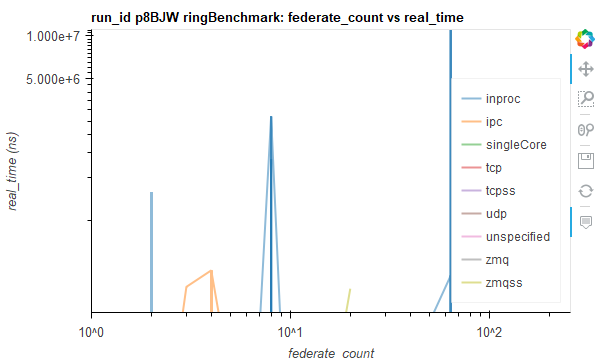 run_id p8BJW ringBenchmark: federate_count vs real_time
1.000e+7
5.000e+6
real_time (ns)
inproc
ipc
singleCore
tcp
tcpss
udp
unspecified
zmq
zmqss
10^0
10^1
10^2
federate_count